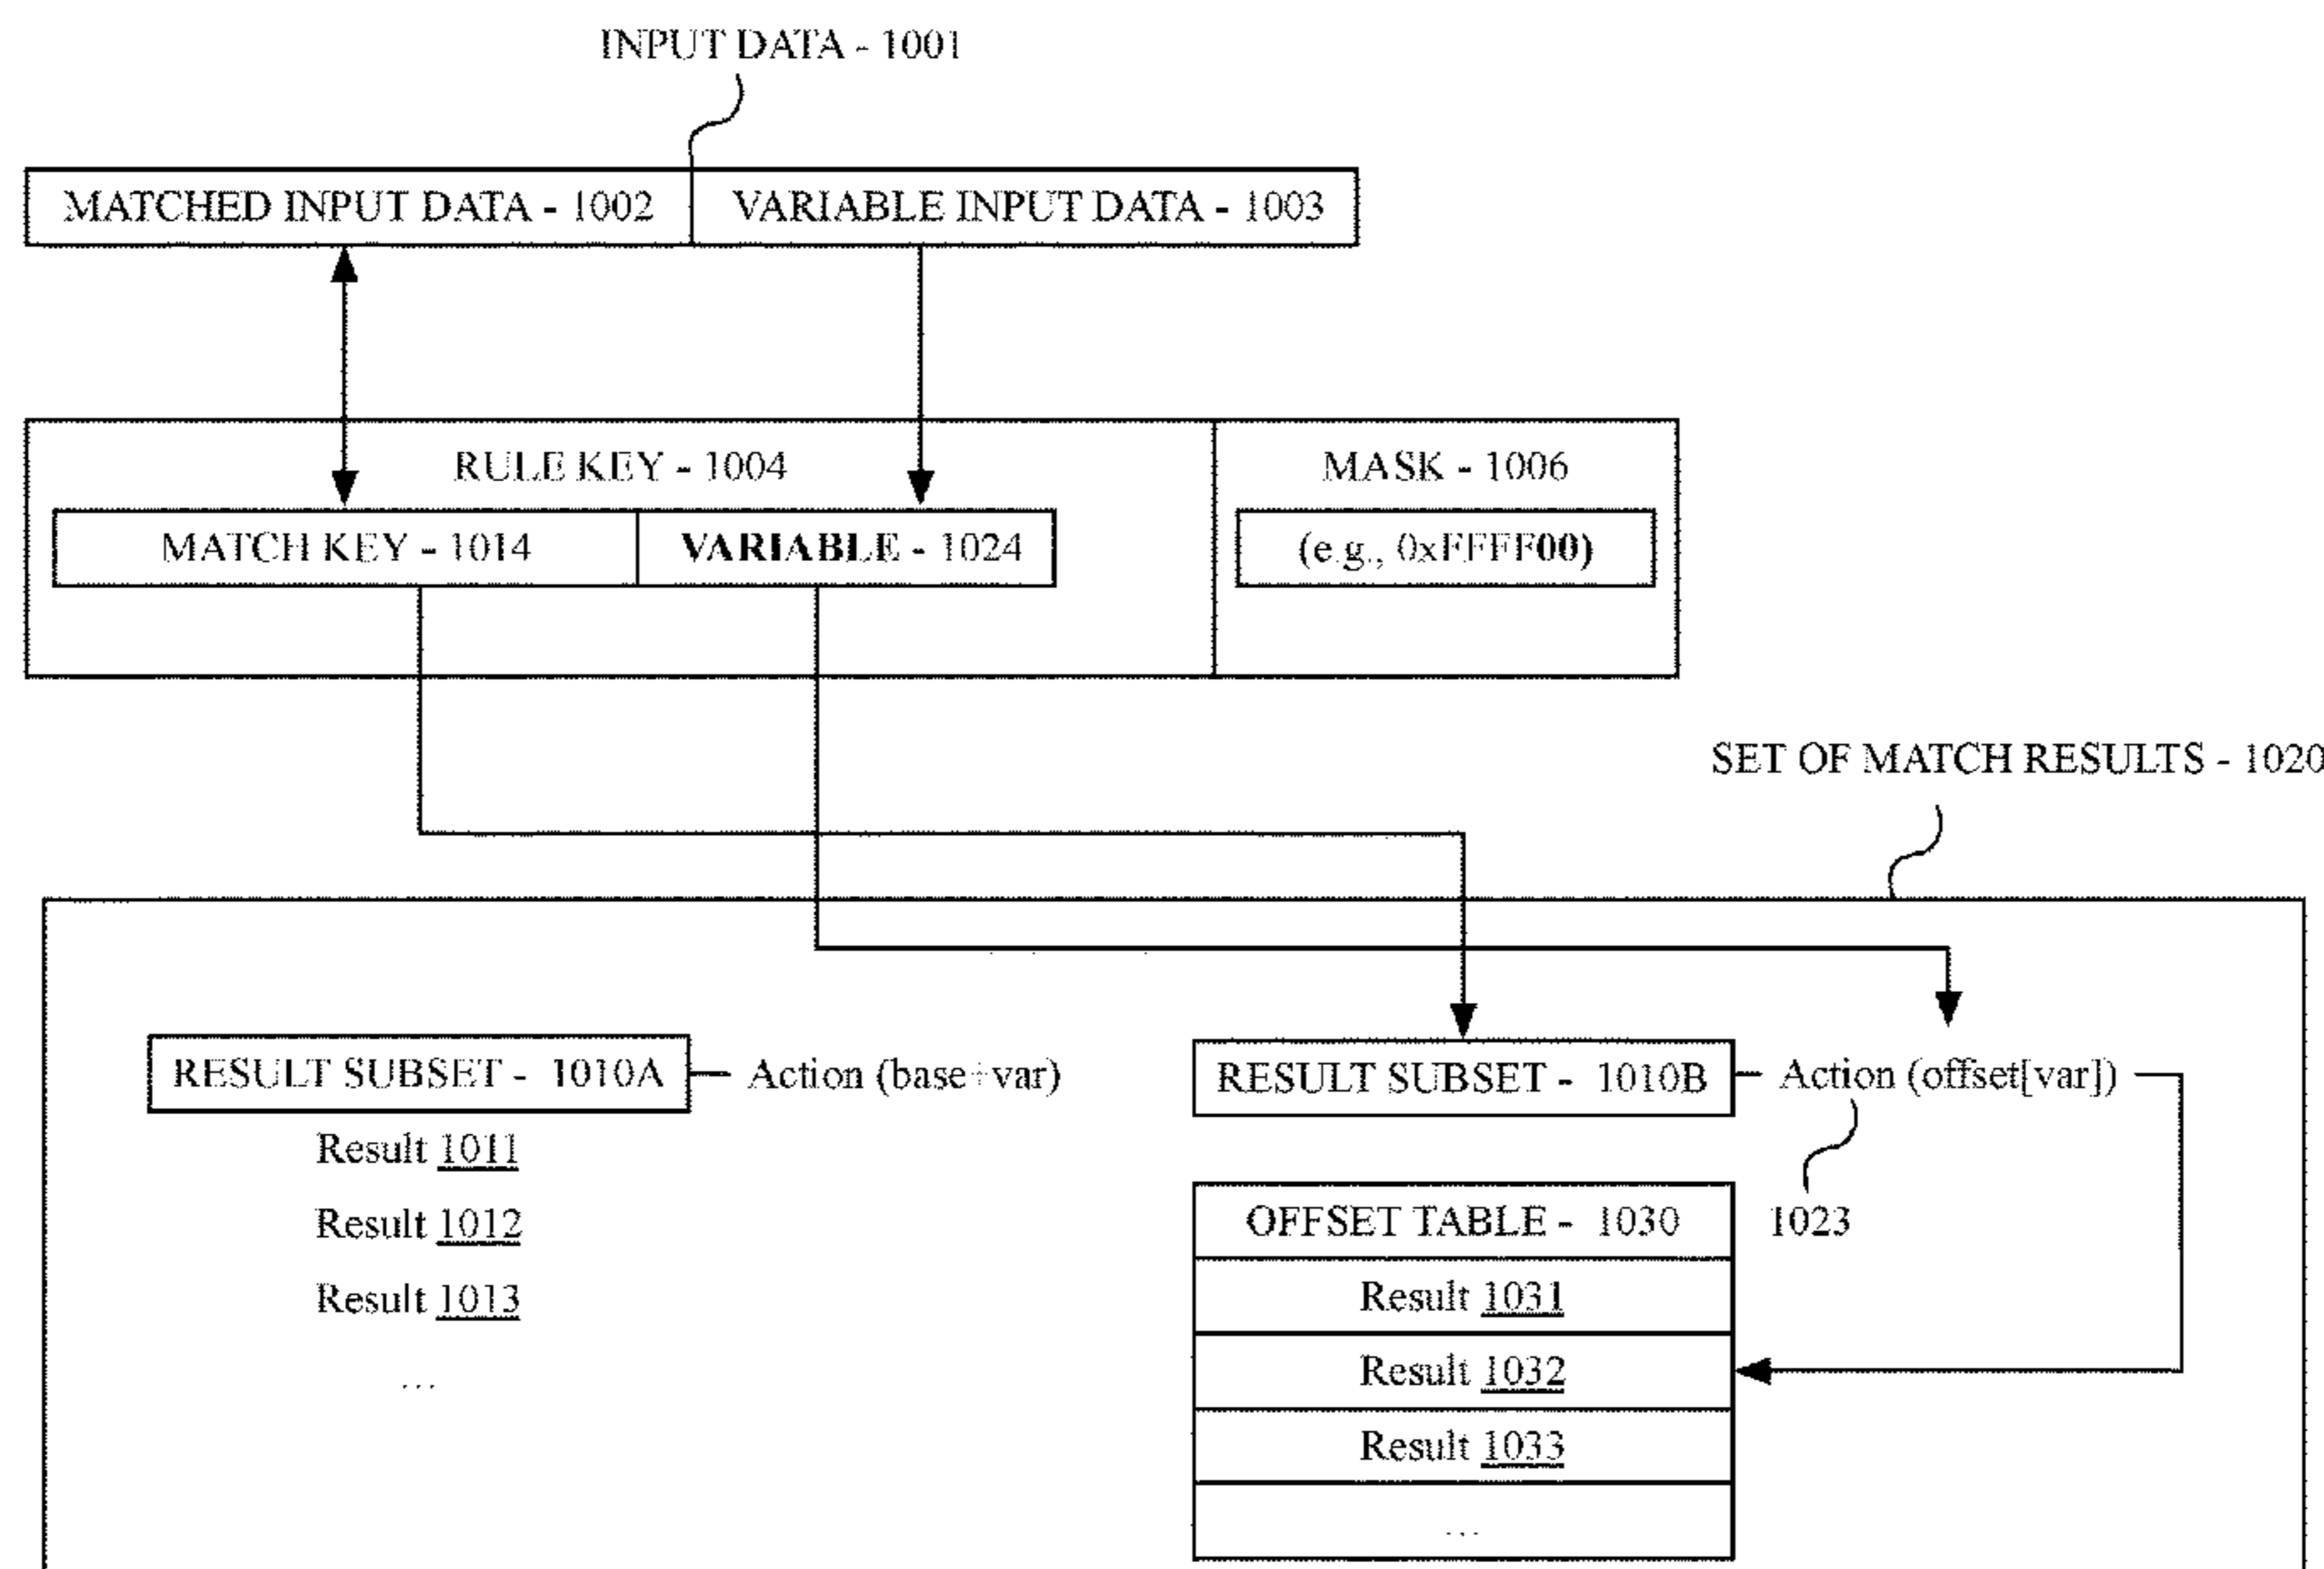 INPUT DATA - 1001
MATCHED INPUT DATA - 1002
VARIABLE INPUT DATA - 1003
RULE KEY - 1004
MASK - 1006
MATCH KEY - 1014
VARIABLE - 1024
(e.g., 0xFFFF00)
SET OF MATCH RESULTS - 1020
RESULT SUBSET - 1010A
Action (base+var)
RESULT SUBSET - 1010B
Action (offset[var])
Result 1011
Result 1012
Result 1013
...
1023
OFFSET TABLE - 1030
Result 1031
Result 1032
Result 1033
...